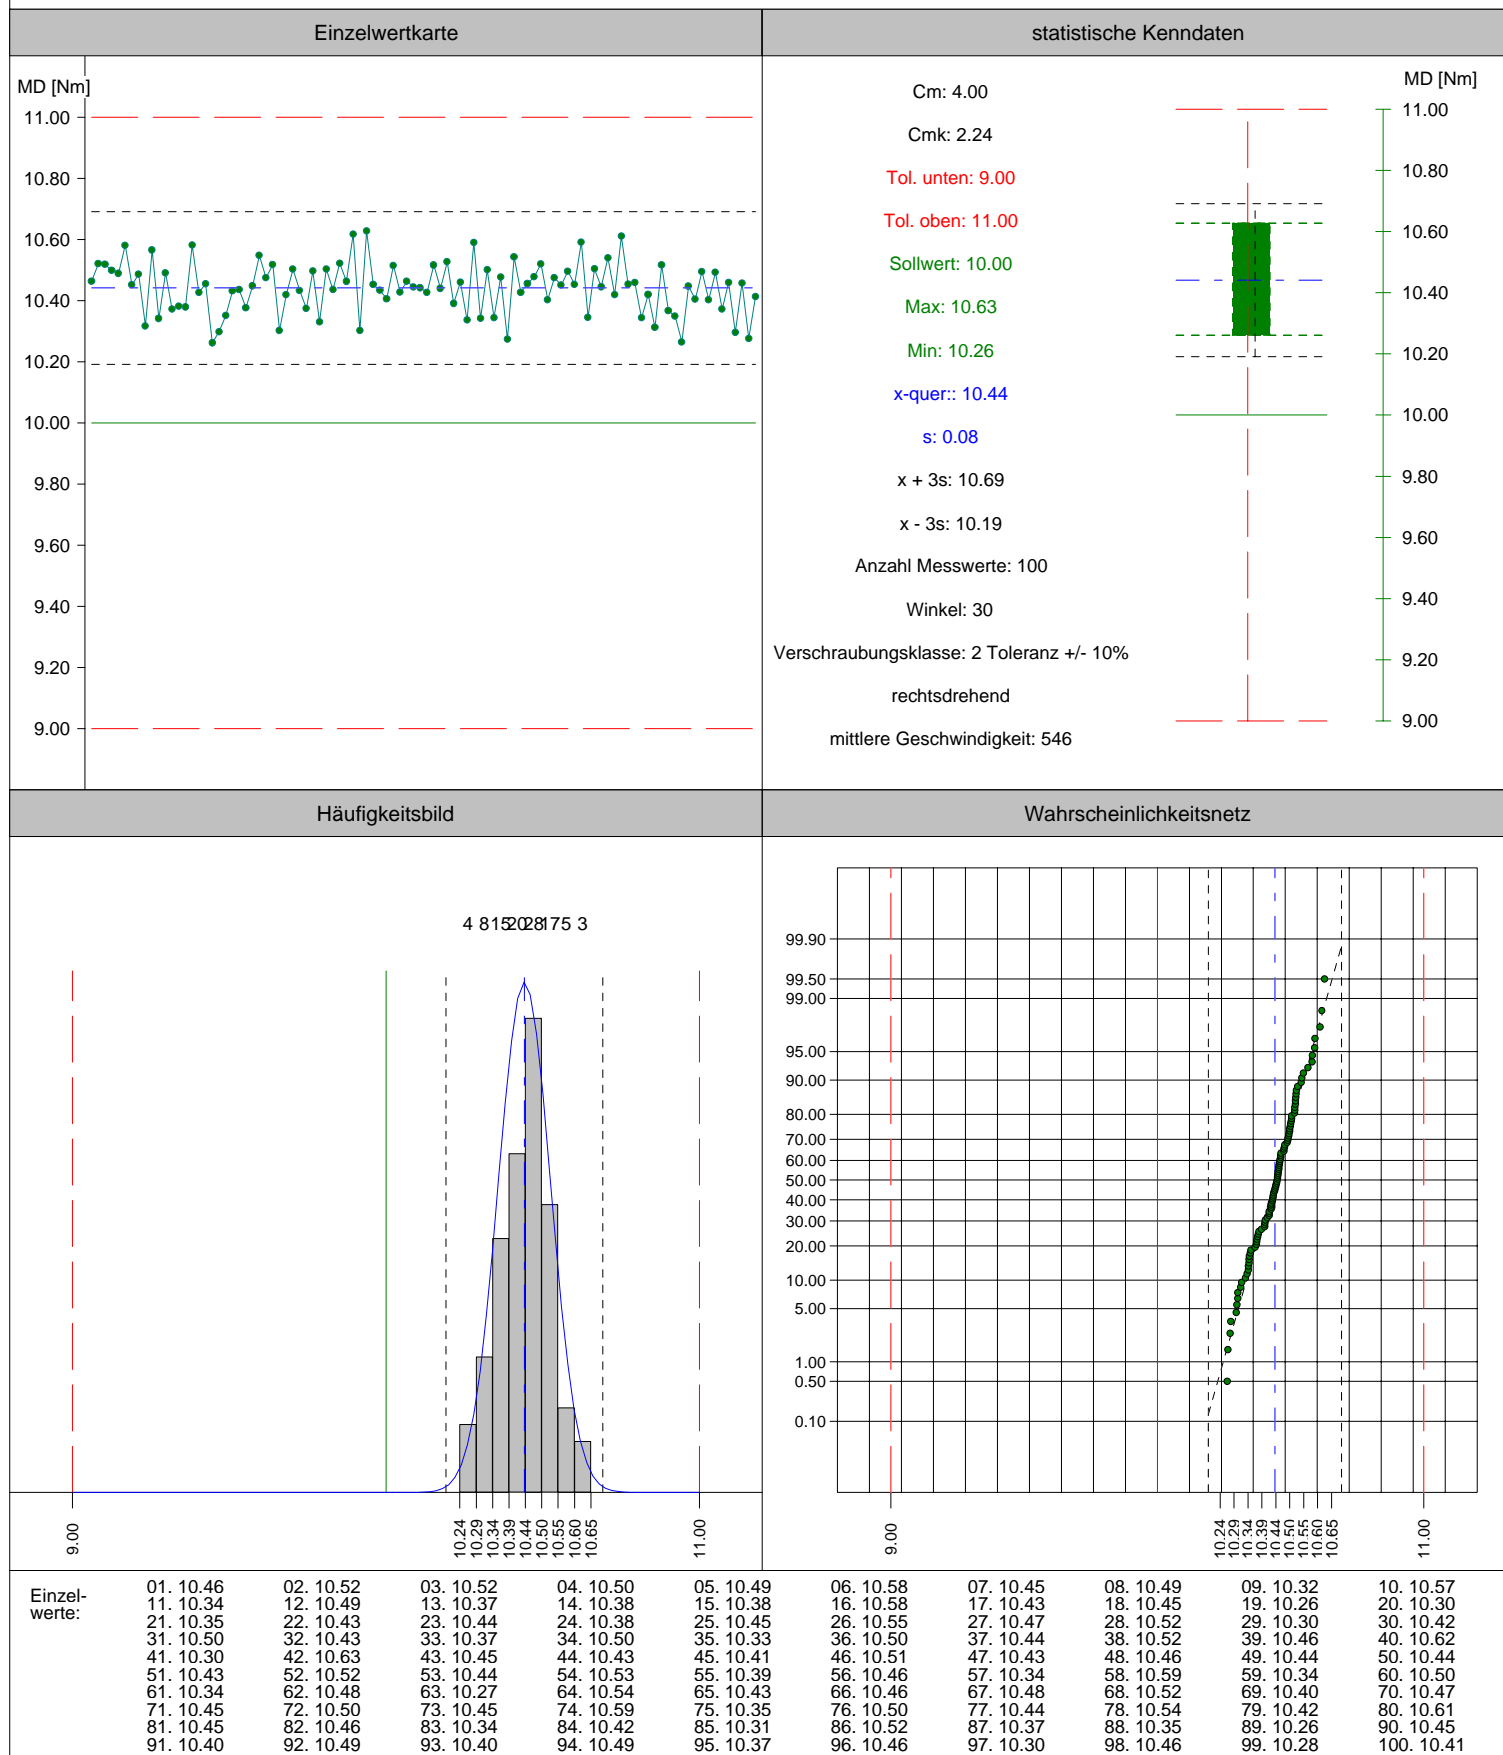 Einzelwertkarte
MD [Nm]
11.00
10.80
10.60
10.40
10.20
10.00
9.80
9.60
9.40
9.20
9.00
statistische Kenndaten
Cm: 4.00
Cmk: 2.24
Tol. unten: 9.00
Tol. oben: 11.00
Sollwert: 10.00
Max: 10.63
Min: 10.26
x-quer:: 10.44
s: 0.08
x + 3s: 10.69
x - 3s: 10.19
Anzahl Messwerte: 100
Winkel: 30
Verschraubungsklasse: 2 Toleranz +/- 10%
rechtsdrehend
mittlere Geschwindigkeit: 546
MD [Nm]
11.00
10.80
10.60
10.40
10.20
10.00
9.80
9.60
9.40
9.20
9.00
Häufigkeitsbild
4 8 15 20 28 17 5 3
9.00 10.24 10.29 10.34 10.39 10.44 10.50 10.55 10.60 10.65 11.00
Wahrscheinlichkeitsnetz
99.90
99.50
99.00
95.00
90.00
80.00
70.00
60.00
50.00
40.00
30.00
20.00
10.00
5.00
1.00
0.50
0.10
9.00 10.24 10.29 10.34 10.39 10.44 10.50 10.55 10.60 10.65 11.00
Einzel-
werte:
01. 10.46 02. 10.52 03. 10.52 04. 10.50 05. 10.49 06. 10.58 07. 10.45 08. 10.49 09. 10.32 10. 10.57
11. 10.34 12. 10.49 13. 10.37 14. 10.38 15. 10.38 16. 10.58 17. 10.43 18. 10.45 19. 10.26 20. 10.30
21. 10.35 22. 10.43 23. 10.44 24. 10.38 25. 10.45 26. 10.55 27. 10.47 28. 10.52 29. 10.30 30. 10.42
31. 10.50 32. 10.43 33. 10.37 34. 10.50 35. 10.33 36. 10.50 37. 10.44 38. 10.52 39. 10.46 40. 10.62
41. 10.30 42. 10.63 43. 10.45 44. 10.43 45. 10.41 46. 10.51 47. 10.43 48. 10.46 49. 10.44 50. 10.44
51. 10.43 52. 10.52 53. 10.44 54. 10.53 55. 10.39 56. 10.46 57. 10.34 58. 10.59 59. 10.34 60. 10.50
61. 10.34 62. 10.48 63. 10.27 64. 10.54 65. 10.43 66. 10.46 67. 10.48 68. 10.52 69. 10.40 70. 10.47
71. 10.45 72. 10.50 73. 10.45 74. 10.59 75. 10.35 76. 10.50 77. 10.44 78. 10.54 79. 10.42 80. 10.61
81. 10.45 82. 10.46 83. 10.34 84. 10.42 85. 10.31 86. 10.52 87. 10.37 88. 10.35 89. 10.26 90. 10.45
91. 10.40 92. 10.49 93. 10.40 94. 10.49 95. 10.37 96. 10.46 97. 10.30 98. 10.46 99. 10.28 100. 10.41